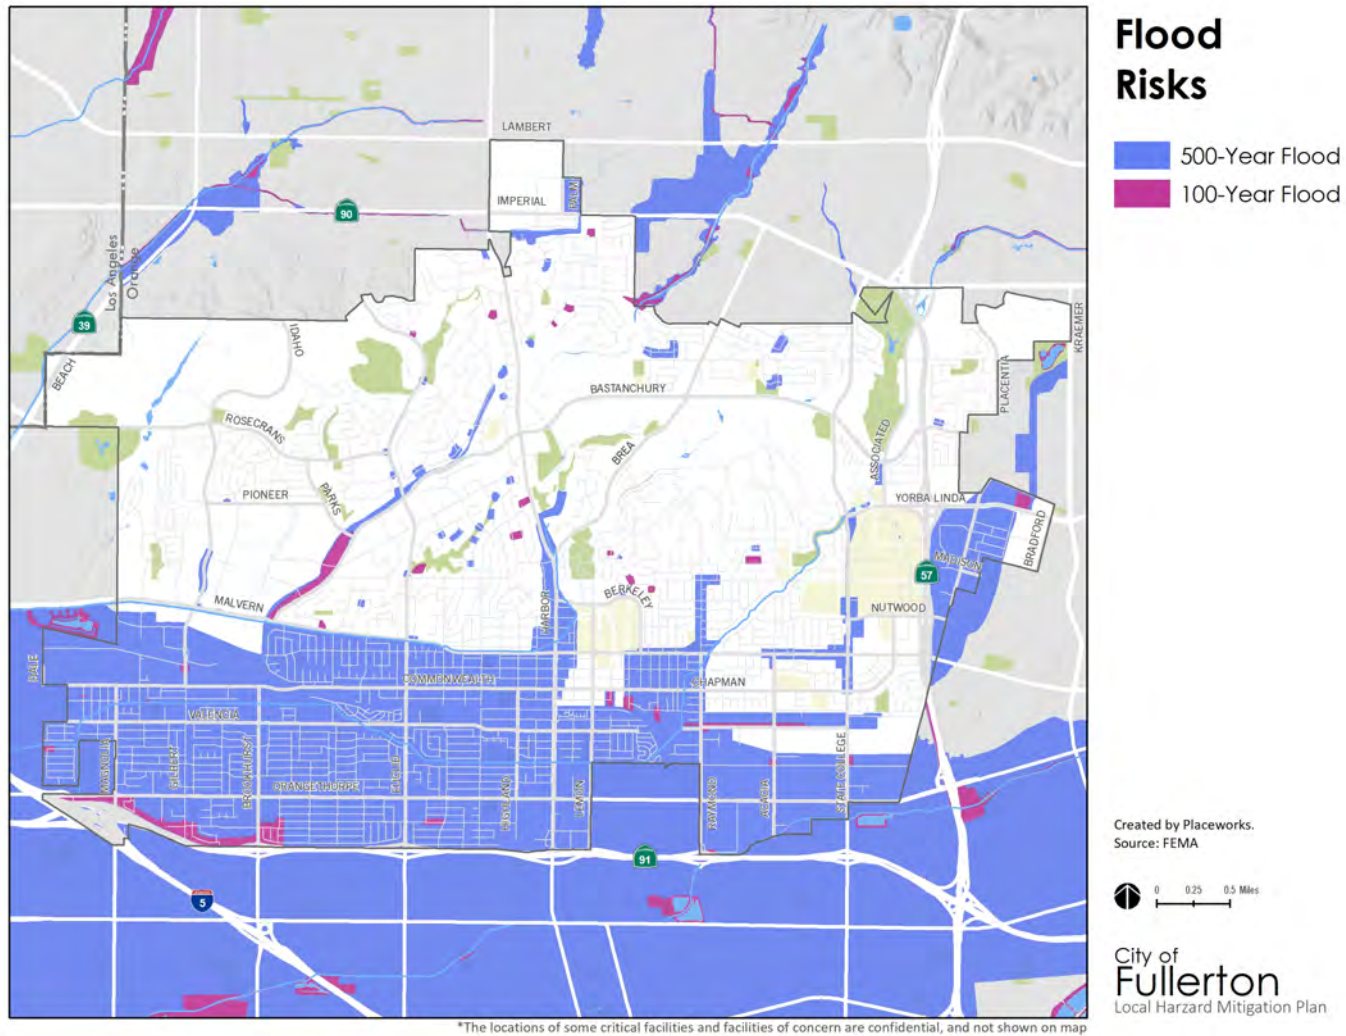 Flood
Risks
500-Year Flood
100-Year Flood
LAMBERT
IMPERIAL
PALM
90
Los Angeles
Orange
39
BEACH
IDAHO
KRAEMER
PLACENTIA
BASTANCHURY
ROSECRANS
BREA
ASSOCIATED
PIONEER
PARKS
YORBA LINDA
BRADFORD
MADISON
57
MALVERN
HARBOR
BERKELEY
NUTWOOD
DALE
COMMONWEALTH
CHAPMAN
VALENCIA
MAGNOLIA
GILBERT
BROOKHURST
EUCLID
ORANGETHORPE
HIGHLAND
LEMON
RAYMOND
ACACIA
STATE COLLEGE
91
5
Created by Placeworks.
Source: FEMA
0 0.25 0.5 Miles
City of
Fullerton
Local Harzard Mitigation Plan
*The locations of some critical facilities and facilities of concern are confidential, and not shown on map